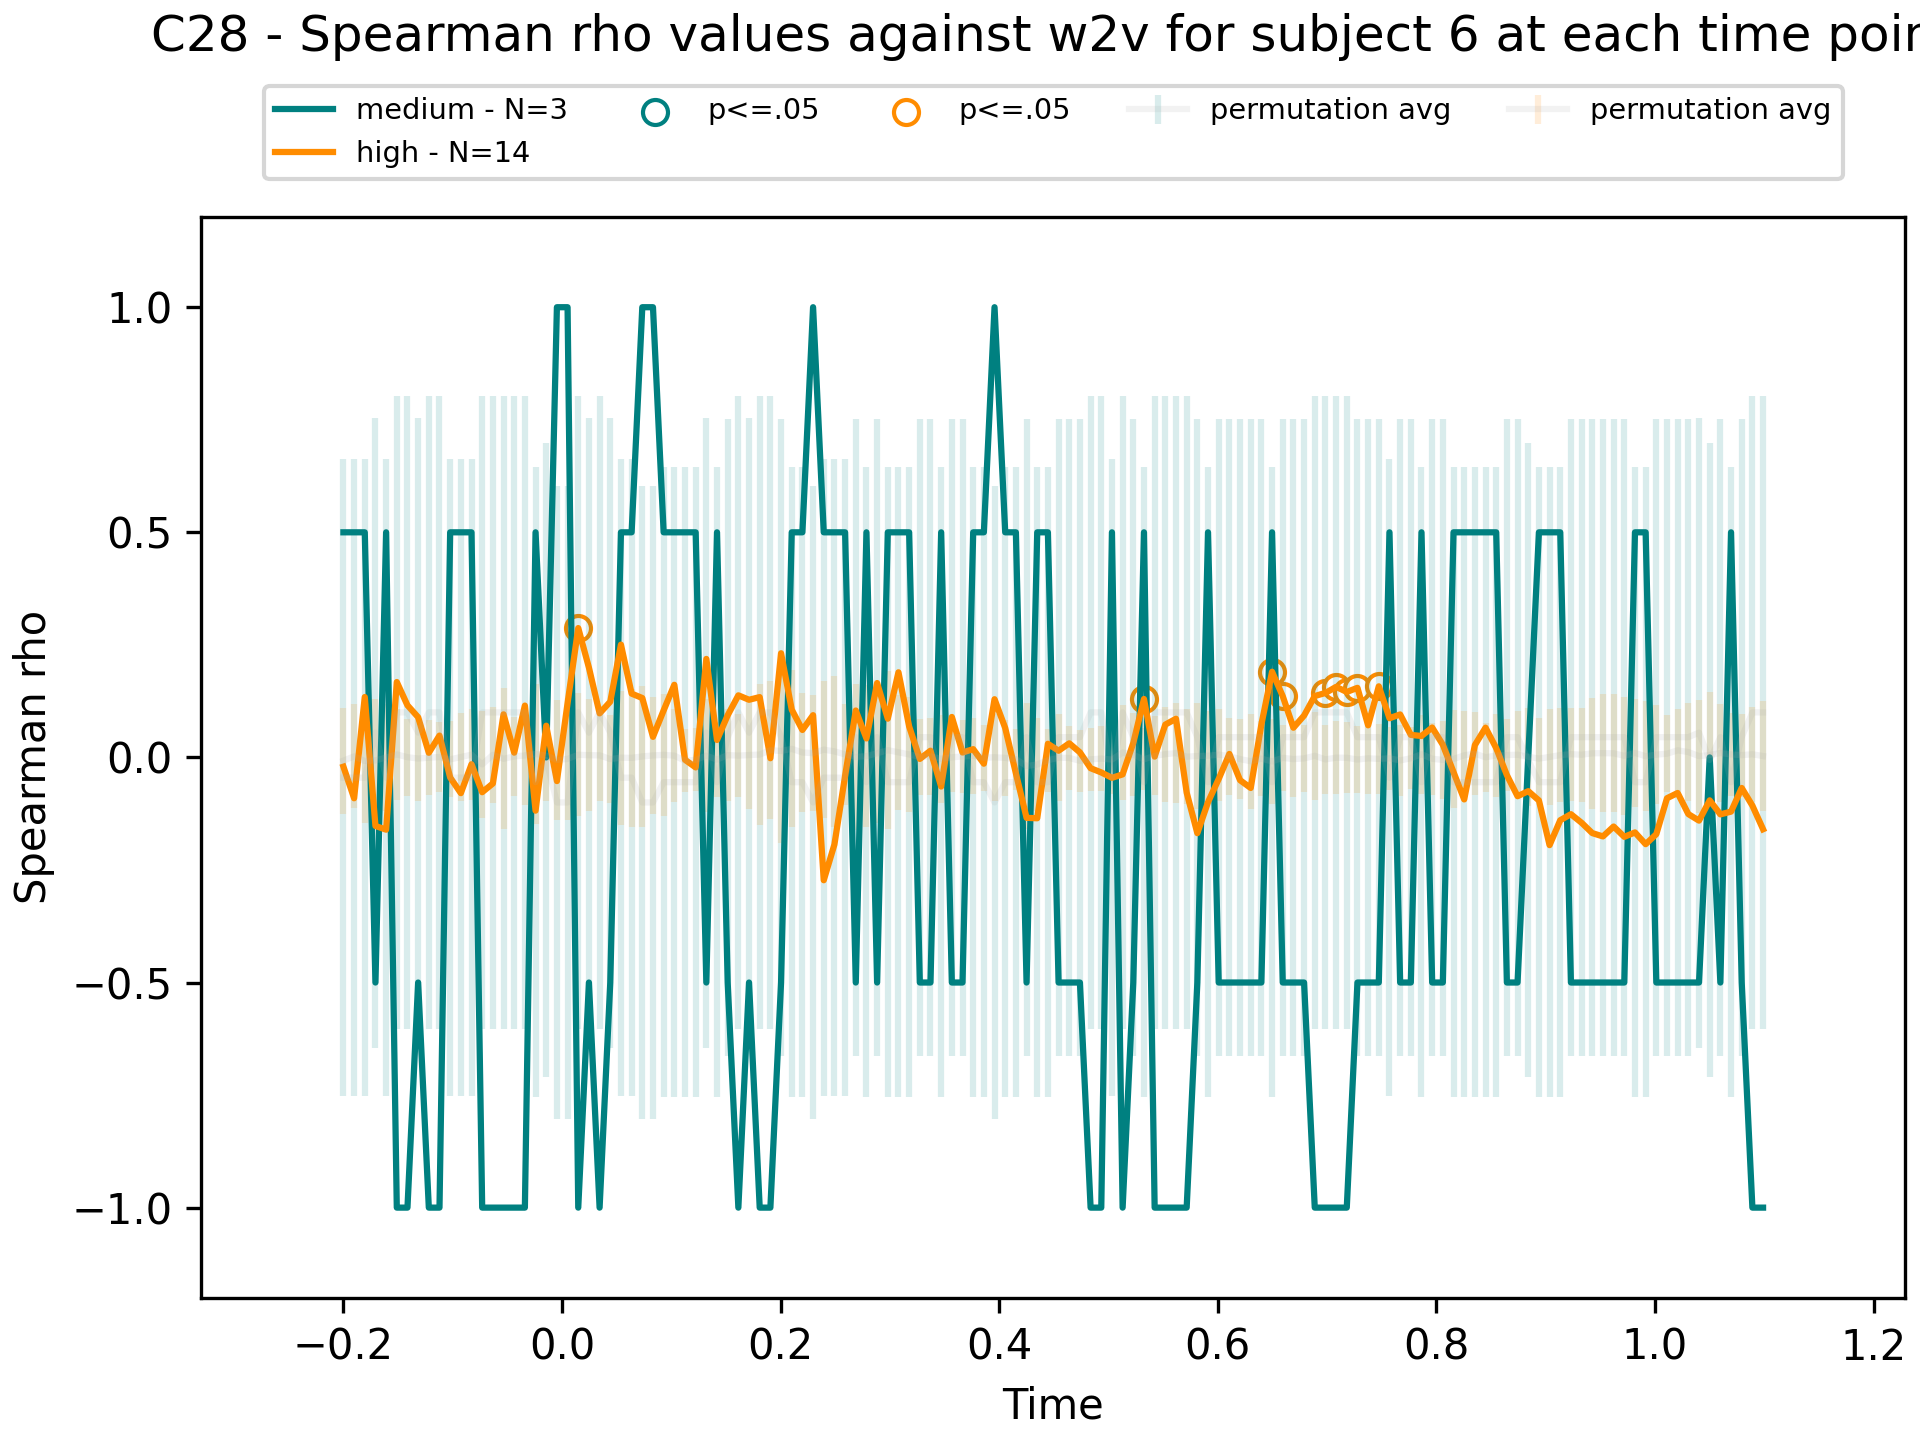 C28 - Spearman rho values against w2v for subject 6 at each time poin
medium - N=3
high - N=14
p<=.05
p<=.05
permutation avg
permutation avg
Spearman rho
1.0
0.5
0.0
−0.5
−1.0
−0.2 0.0 0.2 0.4 0.6 0.8 1.0 1.2
Time